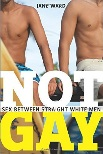 JANE WARD
NOT
SEX BETWEEN STRAIGHT WHITE MEN
GAY